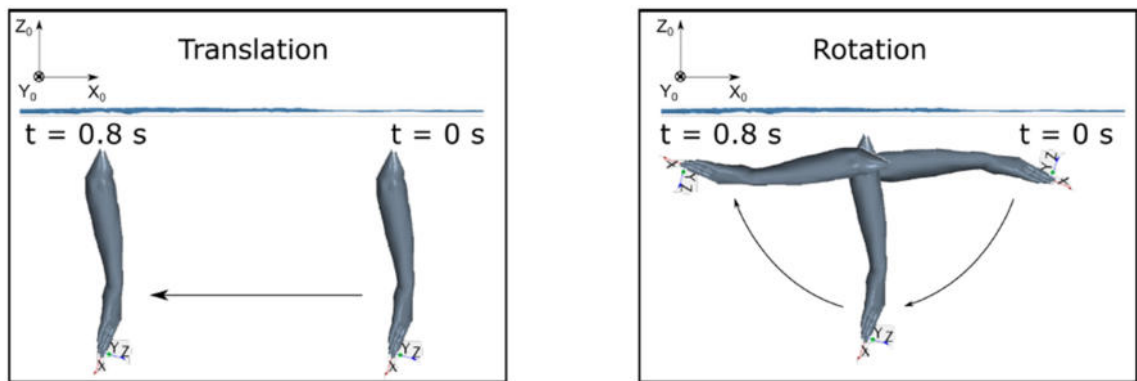 Z₀
Translation
Y₀ X₀
t = 0.8 s t = 0 s
X Y Z
Z₀
Rotation
Y₀ X₀
t = 0.8 s t = 0 s
X Y Z
X Y Z
X Y Z